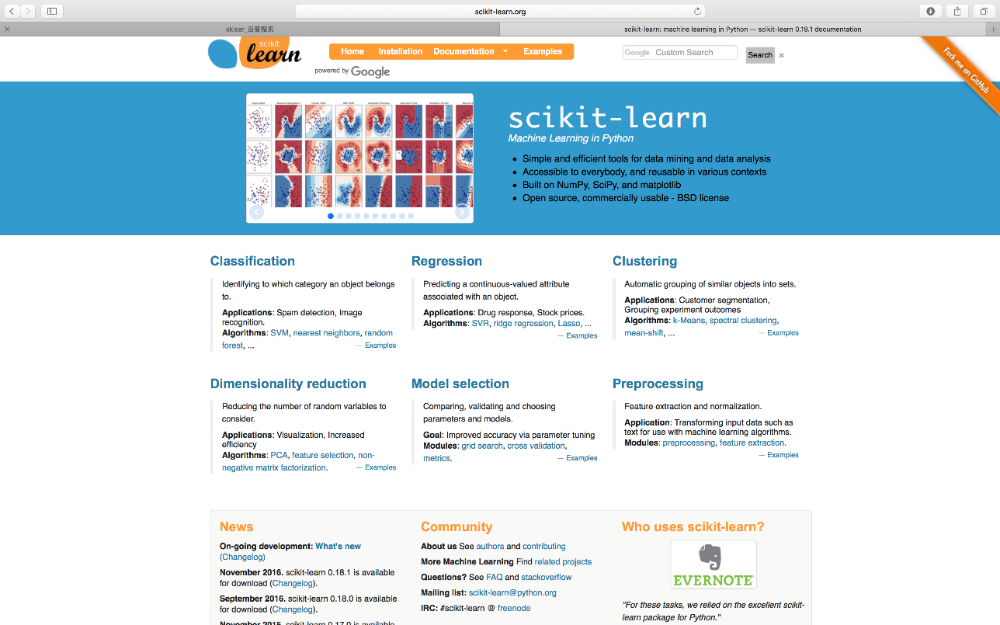 scikit-learn.org
sklear_百度搜索
scikit-learn: machine learning in Python — scikit-learn 0.18.1 documentation
scikit
learn
Home Installation Documentation Examples
powered by Google
Google Custom Search
Search
×
Fork me on GitHub
scikit-learn
Machine Learning in Python
• Simple and efficient tools for data mining and data analysis
• Accessible to everybody, and reusable in various contexts
• Built on NumPy, SciPy, and matplotlib
• Open source, commercially usable - BSD license
Classification
Identifying to which category an object belongs
to.
Applications: Spam detection, Image
recognition.
Algorithms: SVM, nearest neighbors, random
forest, ... — Examples
Regression
Predicting a continuous-valued attribute
associated with an object.
Applications: Drug response, Stock prices.
Algorithms: SVR, ridge regression, Lasso, ...
— Examples
Clustering
Automatic grouping of similar objects into sets.
Applications: Customer segmentation,
Grouping experiment outcomes
Algorithms: k-Means, spectral clustering,
mean-shift, ... — Examples
Dimensionality reduction
Reducing the number of random variables to
consider.
Applications: Visualization, Increased
efficiency
Algorithms: PCA, feature selection, non-
negative matrix factorization. — Examples
Model selection
Comparing, validating and choosing
parameters and models.
Goal: Improved accuracy via parameter tuning
Modules: grid search, cross validation,
metrics. — Examples
Preprocessing
Feature extraction and normalization.
Application: Transforming input data such as
text for use with machine learning algorithms.
Modules: preprocessing, feature extraction.
— Examples
News
On-going development: What's new
(Changelog)
November 2016. scikit-learn 0.18.1 is available
for download (Changelog).
September 2016. scikit-learn 0.18.0 is available
for download (Changelog).
November 2015. scikit-learn 0.17.0 is available
Community
About us See authors and contributing
More Machine Learning Find related projects
Questions? See FAQ and stackoverflow
Mailing list: scikit-learn@python.org
IRC: #scikit-learn @ freenode
Who uses scikit-learn?
EVERNOTE
"For these tasks, we relied on the excellent scikit-
learn package for Python."